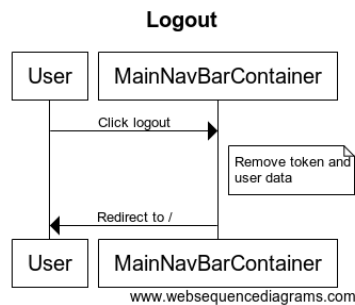 Logout
User
MainNavBarContainer
Click logout
Remove token and
user data
Redirect to /
User
MainNavBarContainer
www.websequencediagrams.com